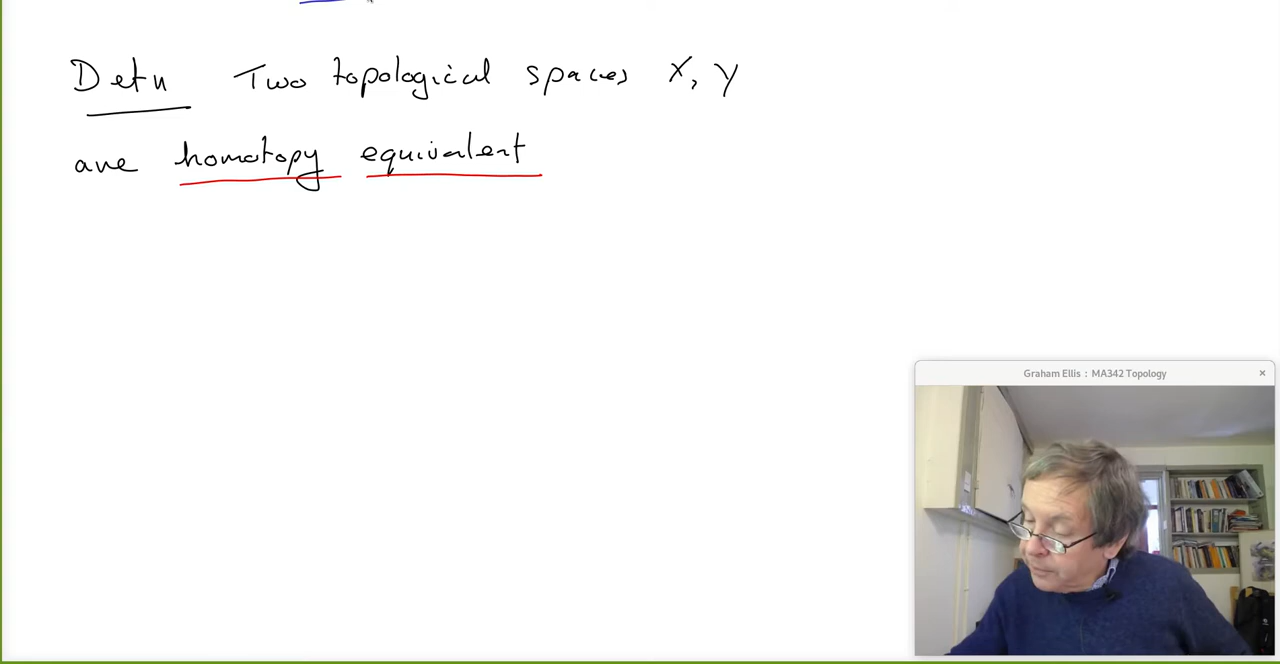 Defn Two topological spaces X, Y
are homotopy equivalent
Graham Ellis : MA342 Topology